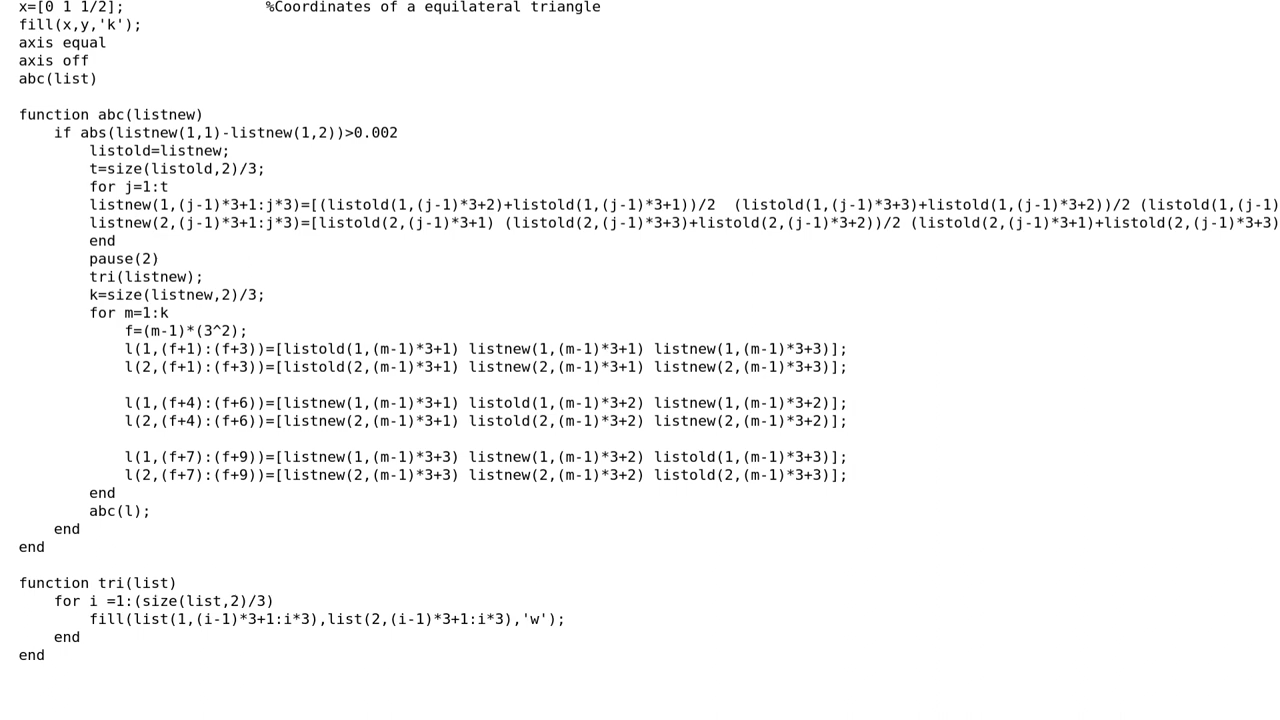 x=[0 1 1/2];                %Coordinates of a equilateral triangle
fill(x,y,'k');
axis equal
axis off
abc(list)

function abc(listnew)
    if abs(listnew(1,1)-listnew(1,2))>0.002
        listold=listnew;
        t=size(listold,2)/3;
        for j=1:t
        listnew(1,(j-1)*3+1:j*3)=[(listold(1,(j-1)*3+2)+listold(1,(j-1)*3+1))/2  (listold(1,(j-1)*3+3)+listold(1,(j-1)*3+2))/2 (listold(1,(j-1)
        listnew(2,(j-1)*3+1:j*3)=[listold(2,(j-1)*3+1) (listold(2,(j-1)*3+3)+listold(2,(j-1)*3+2))/2 (listold(2,(j-1)*3+1)+listold(2,(j-1)*3+3)
        end
        pause(2)
        tri(listnew);
        k=size(listnew,2)/3;
        for m=1:k
            f=(m-1)*(3^2);
            l(1,(f+1):(f+3))=[listold(1,(m-1)*3+1) listnew(1,(m-1)*3+1) listnew(1,(m-1)*3+3)];
            l(2,(f+1):(f+3))=[listold(2,(m-1)*3+1) listnew(2,(m-1)*3+1) listnew(2,(m-1)*3+3)];

            l(1,(f+4):(f+6))=[listnew(1,(m-1)*3+1) listold(1,(m-1)*3+2) listnew(1,(m-1)*3+2)];
            l(2,(f+4):(f+6))=[listnew(2,(m-1)*3+1) listold(2,(m-1)*3+2) listnew(2,(m-1)*3+2)];

            l(1,(f+7):(f+9))=[listnew(1,(m-1)*3+3) listnew(1,(m-1)*3+2) listold(1,(m-1)*3+3)];
            l(2,(f+7):(f+9))=[listnew(2,(m-1)*3+3) listnew(2,(m-1)*3+2) listold(2,(m-1)*3+3)];
        end
        abc(l);
    end
end

function tri(list)
    for i =1:(size(list,2)/3)
        fill(list(1,(i-1)*3+1:i*3),list(2,(i-1)*3+1:i*3),'w');
    end
end